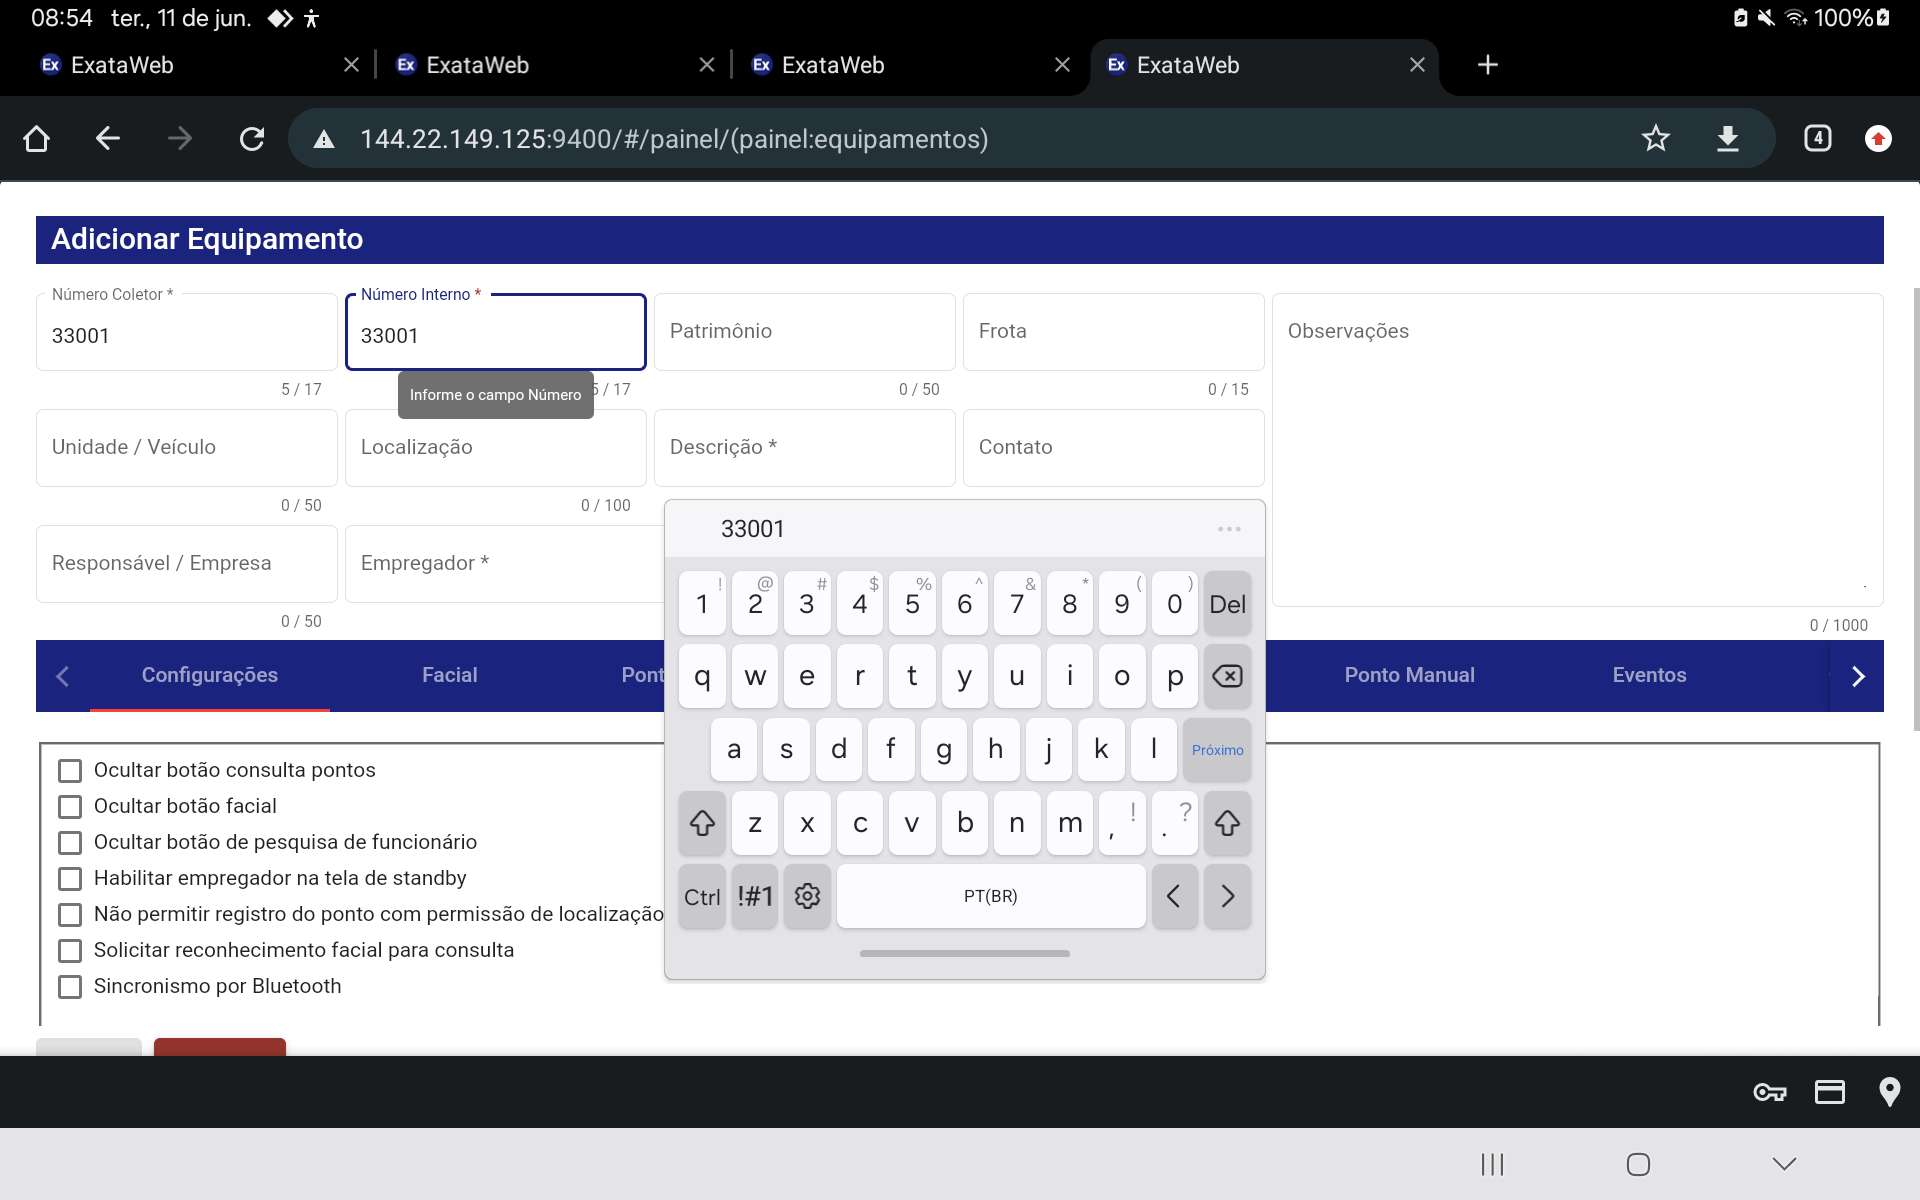 08:54 ter., 11 de jun. 100%
Ex ExataWeb Ex ExataWeb Ex ExataWeb Ex ExataWeb
144.22.149.125:9400/#/painel/(painel:equipamentos) 4
Adicionar Equipamento
Número Coletor * Número Interno *
33001 33001 Patrimônio Frota Observações
5 / 17 5 / 17 0 / 50 0 / 15
Informe o campo Número
Unidade / Veículo Localização Descrição * Contato
0 / 50 0 / 100
33001
Responsável / Empresa Empregador *
0 / 50 0 / 1000
1 ! 2 @ 3 # 4 $ 5 % 6 ^ 7 & 8 * 9 ( 0 ) Del
Configurações Facial Pont Ponto Manual Eventos
q w e r t y u i o p
a s d f g h j k l Próximo
z x c v b n m , ! . ?
Ctrl !#1 PT(BR)
Ocultar botão consulta pontos
Ocultar botão facial
Ocultar botão de pesquisa de funcionário
Habilitar empregador na tela de standby
Não permitir registro do ponto com permissão de localização
Solicitar reconhecimento facial para consulta
Sincronismo por Bluetooth